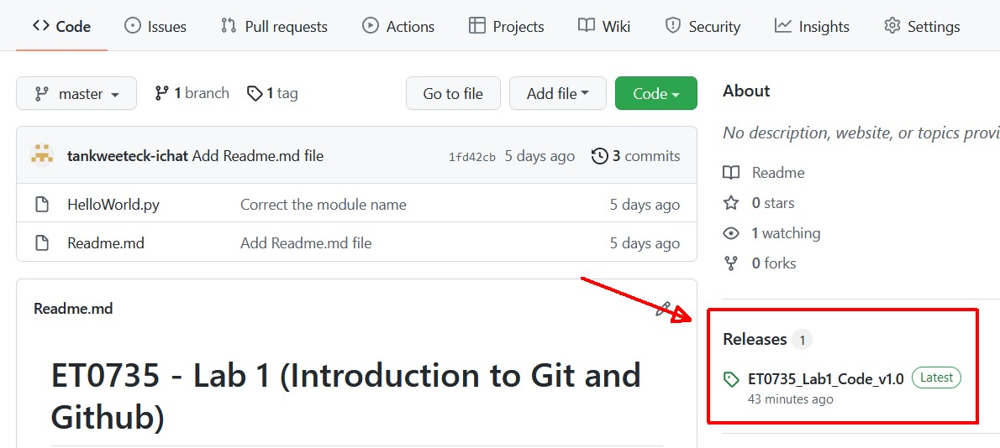 Code Issues Pull requests Actions Projects Wiki Security Insights Settings
master 1 branch 1 tag Go to file Add file Code
tankweeteck-ichat Add Readme.md file 1fd42cb 5 days ago 3 commits
HelloWorld.py Correct the module name 5 days ago
Readme.md Add Readme.md file 5 days ago
Readme.md
ET0735 - Lab 1 (Introduction to Git and
Github)
About
No description, website, or topics provi
Readme
0 stars
1 watching
0 forks
Releases 1
ET0735_Lab1_Code_v1.0 Latest
43 minutes ago